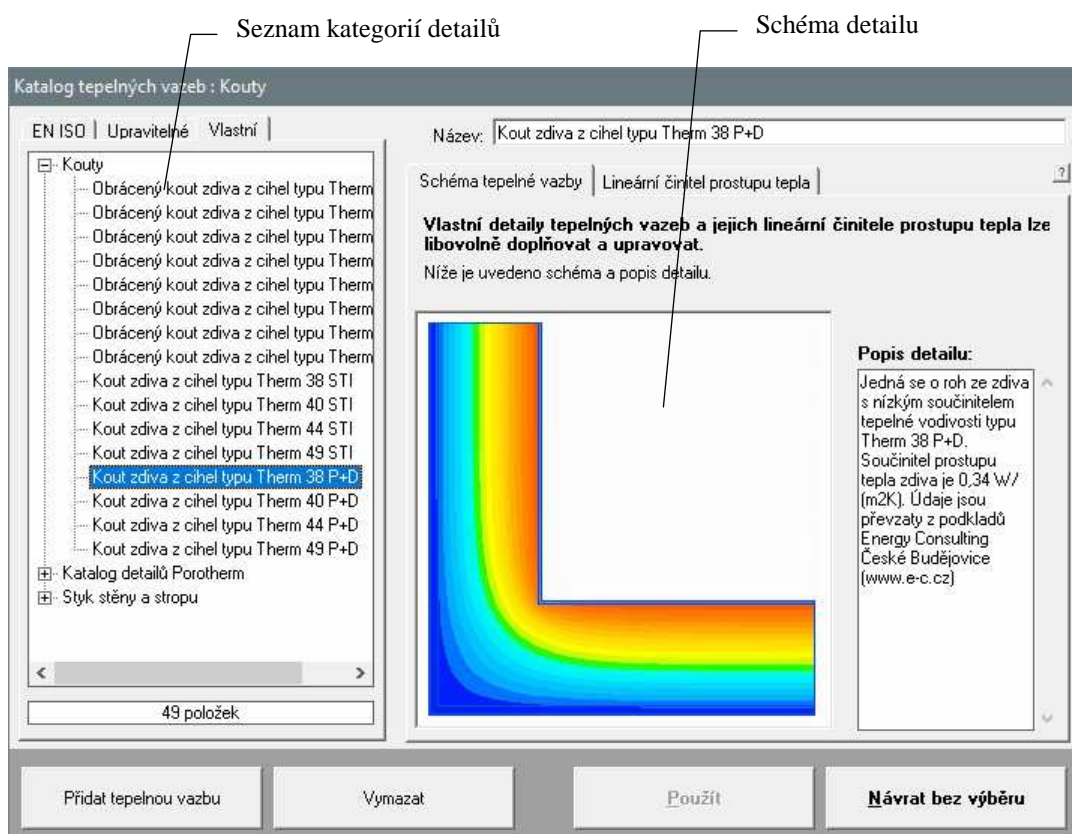 Seznam kategorií detailů
Schéma detailu
Katalog tepelných vazeb : Kouty
EN ISO
Upravitelné
Vlastní
Kouty
Obrácený kout zdiva z cihel typu Therm
Obrácený kout zdiva z cihel typu Therm
Obrácený kout zdiva z cihel typu Therm
Obrácený kout zdiva z cihel typu Therm
Obrácený kout zdiva z cihel typu Therm
Obrácený kout zdiva z cihel typu Therm
Obrácený kout zdiva z cihel typu Therm
Obrácený kout zdiva z cihel typu Therm
Kout zdiva z cihel typu Therm 38 STI
Kout zdiva z cihel typu Therm 40 STI
Kout zdiva z cihel typu Therm 44 STI
Kout zdiva z cihel typu Therm 49 STI
Kout zdiva z cihel typu Therm 38 P+D
Kout zdiva z cihel typu Therm 40 P+D
Kout zdiva z cihel typu Therm 44 P+D
Kout zdiva z cihel typu Therm 49 P+D
Katalog detailů Porotherm
Styk stěny a stropu
49 položek
Název: Kout zdiva z cihel typu Therm 38 P+D
Schéma tepelné vazby
Lineární činitel prostupu tepla
?
Vlastní detaily tepelných vazeb a jejich lineární činitele prostupu tepla lze
libovolně doplňovat a upravovat.
Níže je uvedeno schéma a popis detailu.
Popis detailu:
Jedná se o roh ze zdiva
s nízkým součinitelem
tepelné vodivosti typu
Therm 38 P+D.
Součinitel prostupu
tepla zdiva je 0,34 W/
(m2K). Údaje jsou
převzaty z podkladů
Energy Consulting
České Budějovice
(www.e-c.cz)
Přidat tepelnou vazbu
Vymazat
Použít
Návrat bez výběru